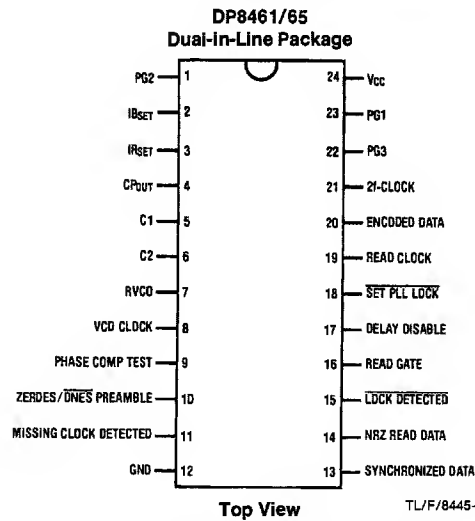 DP8461/65
Dual-In-Line Package
PG2 1
IBSET 2
IRSET 3
CPOUT 4
C1 5
C2 6
RVCO 7
VCO CLOCK 8
PHASE COMP TEST 9
ZEROES/ONES PREAMBLE 10
MISSING CLOCK DETECTED 11
GND 12
24 VCC
23 PG1
22 PG3
21 2f-CLOCK
20 ENCODED DATA
19 READ CLOCK
18 SET PLL LOCK
17 DELAY DISABLE
16 READ GATE
15 LOCK DETECTED
14 NRZ READ DATA
13 SYNCHRONIZED DATA
Top View
TL/F/8445-